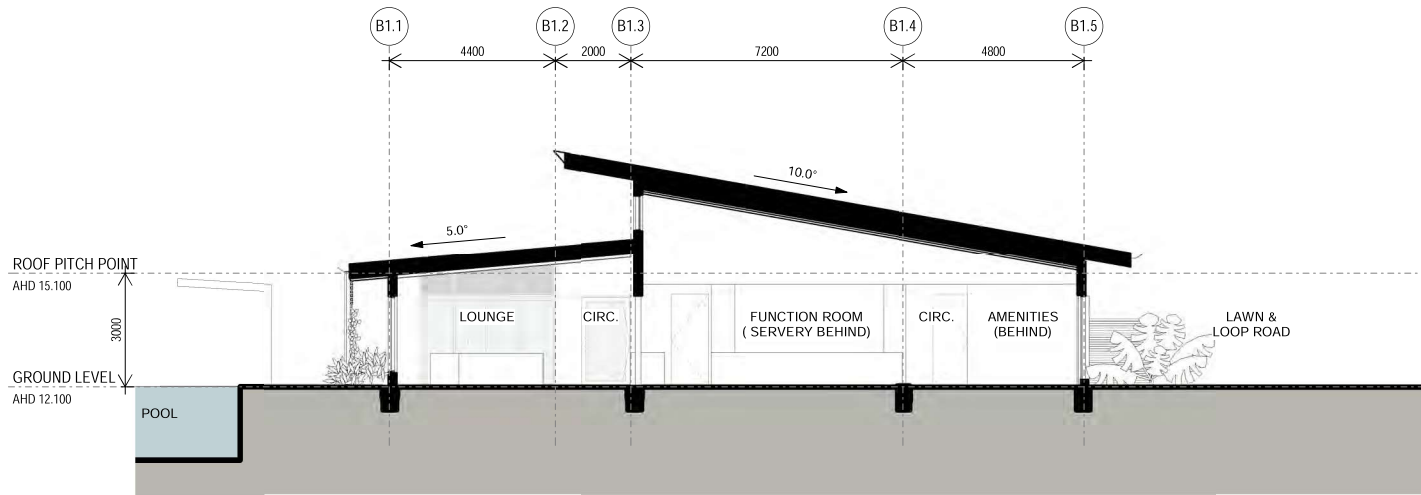 B1.1
B1.2
B1.3
B1.4
B1.5
4400
2000
7200
4800
10.0°
5.0°
ROOF PITCH POINT
AHD 15.100
3000
LOUNGE
CIRC.
FUNCTION ROOM
( SERVERY BEHIND)
CIRC.
AMENITIES
(BEHIND)
LAWN &
LOOP ROAD
GROUND LEVEL
AHD 12.100
POOL